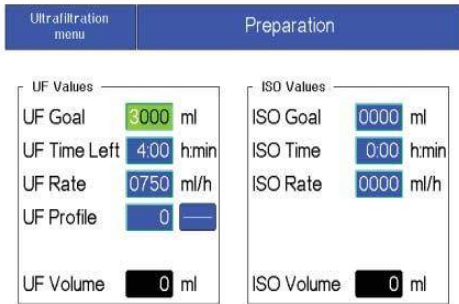 Ultrafiltration
menu
Preparation
UF Values
UF Goal 3000 ml
UF Time Left 4:00 h:min
UF Rate 0750 ml/h
UF Profile 0
UF Volume 0 ml
ISO Values
ISO Goal 0000 ml
ISO Time 0:00 h:min
ISO Rate 0000 ml/h
ISO Volume 0 ml